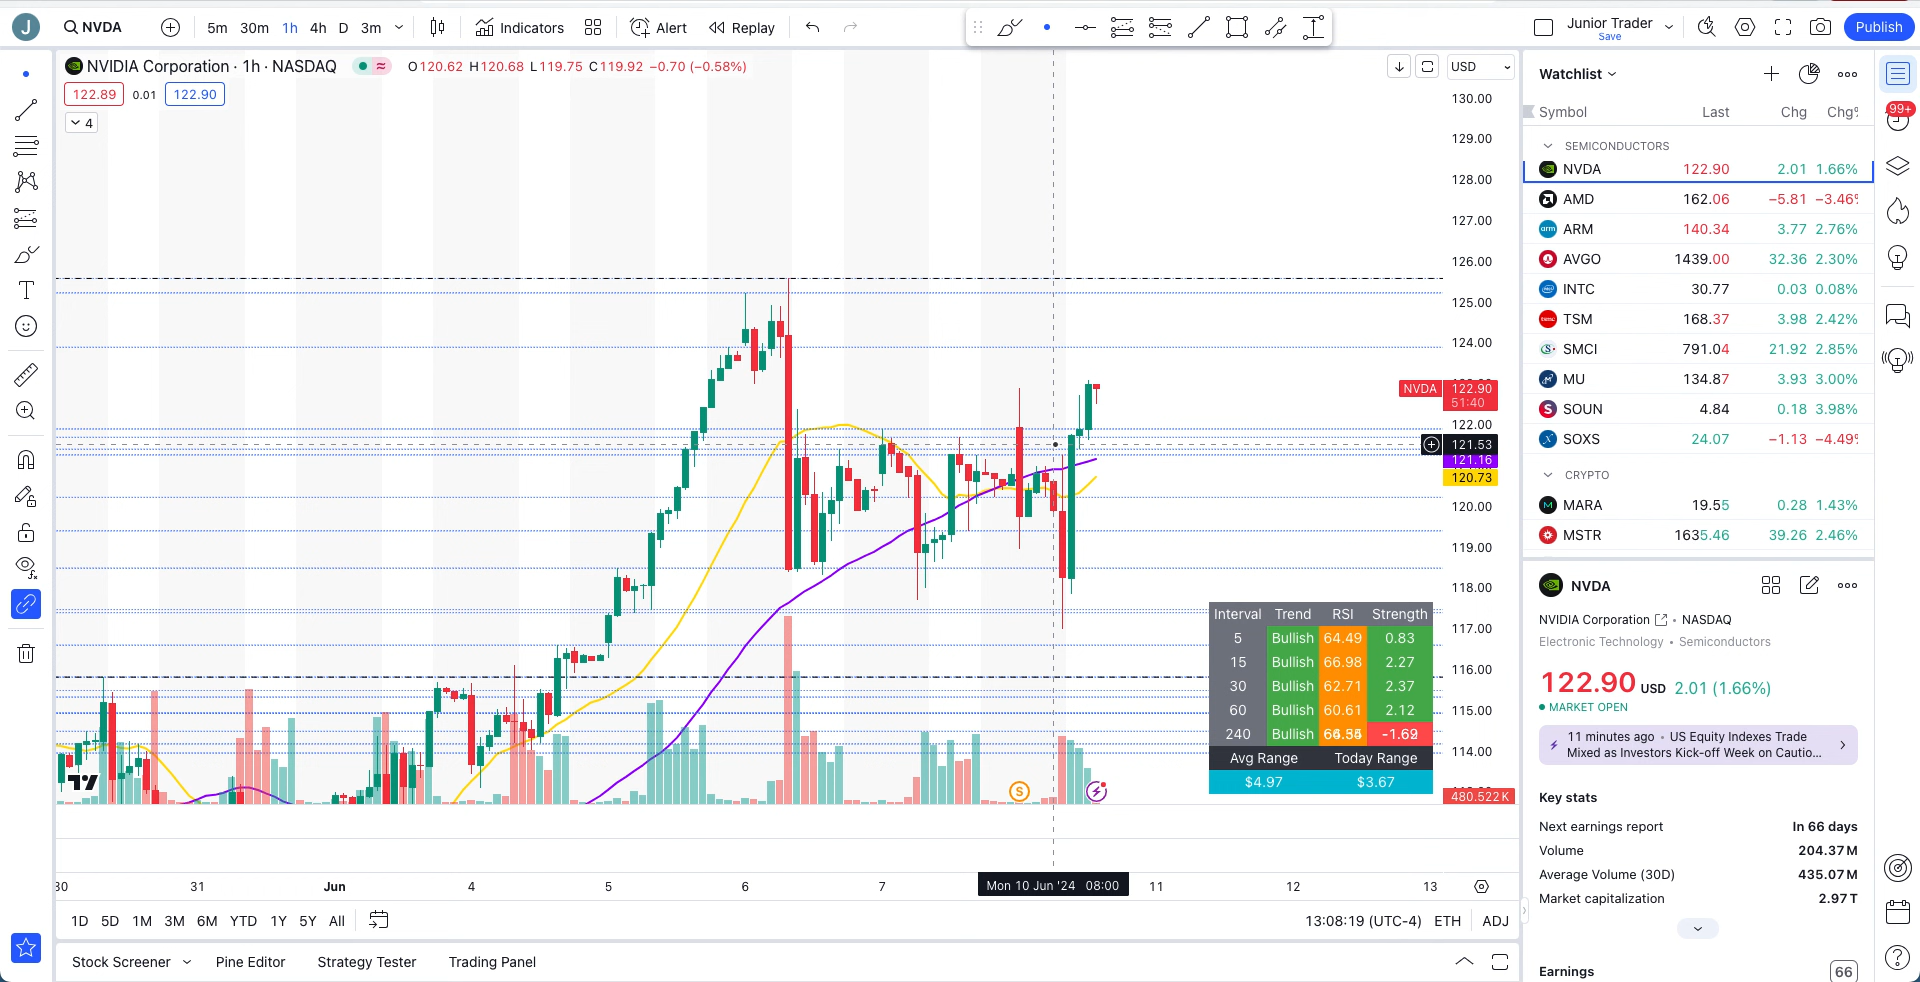 J NVDA 5m 30m 1h 4h D 3m Indicators Alert Replay Junior Trader Save Publish
NVIDIA Corporation · 1h · NASDAQ O120.62 H120.68 L119.75 C119.92 −0.70 (−0.58%) USD
122.89 0.01 122.90
4
130.00
129.00
128.00
127.00
126.00
125.00
124.00
NVDA 122.90
51:40
122.00
121.53
121.16
120.73
120.00
119.00
118.00
117.00
116.00
115.00
114.00
480.522K
Interval Trend RSI Strength
5 Bullish 64.49 0.83
15 Bullish 66.98 2.27
30 Bullish 62.71 2.37
60 Bullish 60.61 2.12
240 Bullish
Avg Range Today Range
$4.97 $3.67
S
30 31 Jun 4 5 6 7 Mon 10 Jun '24 08:00 11 12 13
1D 5D 1M 3M 6M YTD 1Y 5Y All 13:08:19 (UTC-4) ETH ADJ
Stock Screener Pine Editor Strategy Tester Trading Panel
Watchlist
99+
Symbol Last Chg Chg%
SEMICONDUCTORS
NVDA 122.90 2.01 1.66%
AMD 162.06 −5.81 −3.46%
ARM 140.34 3.77 2.76%
AVGO 1439.00 32.36 2.30%
INTC 30.77 0.03 0.08%
TSM 168.37 3.98 2.42%
SMCI 791.04 21.92 2.85%
MU 134.87 3.93 3.00%
SOUN 4.84 0.18 3.98%
SOXS 24.07 −1.13 −4.49%
CRYPTO
MARA 19.55 0.28 1.43%
MSTR 1635.46 39.26 2.46%
NVDA
NVIDIA Corporation • NASDAQ
Electronic Technology • Semiconductors
122.90 USD 2.01 (1.66%)
MARKET OPEN
11 minutes ago • US Equity Indexes Trade
Mixed as Investors Kick-off Week on Cautio...
Key stats
Next earnings report In 66 days
Volume 204.37M
Average Volume (30D) 435.07M
Market capitalization 2.97T
Earnings 66